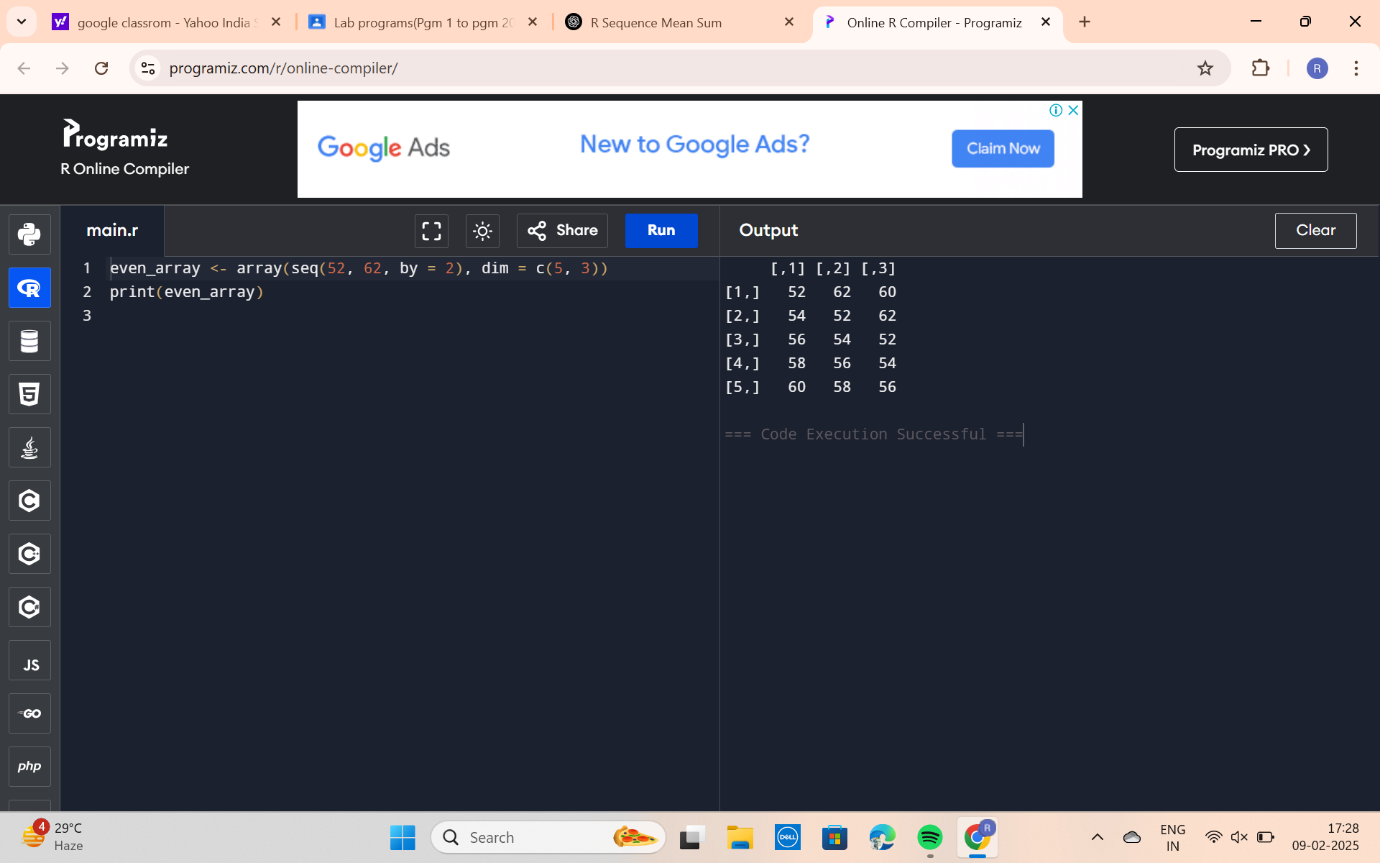 google classrom - Yahoo India S
Lab programs(Pgm 1 to pgm 20
R Sequence Mean Sum
Online R Compiler - Programiz
programiz.com/r/online-compiler/
R
Programiz
R Online Compiler
Google Ads
New to Google Ads?
Claim Now
Programiz PRO
main.r
Share
Run
Output
Clear
1 even_array <- array(seq(52, 62, by = 2), dim = c(5, 3))
2 print(even_array)
3
[,1] [,2] [,3]
[1,] 52 62 60
[2,] 54 52 62
[3,] 56 54 52
[4,] 58 56 54
[5,] 60 58 56
=== Code Execution Successful ===
R
5
C
C
C
JS
GO
php
4
29°C
Haze
Search
DELL
R
ENG
IN
17:28
09-02-2025